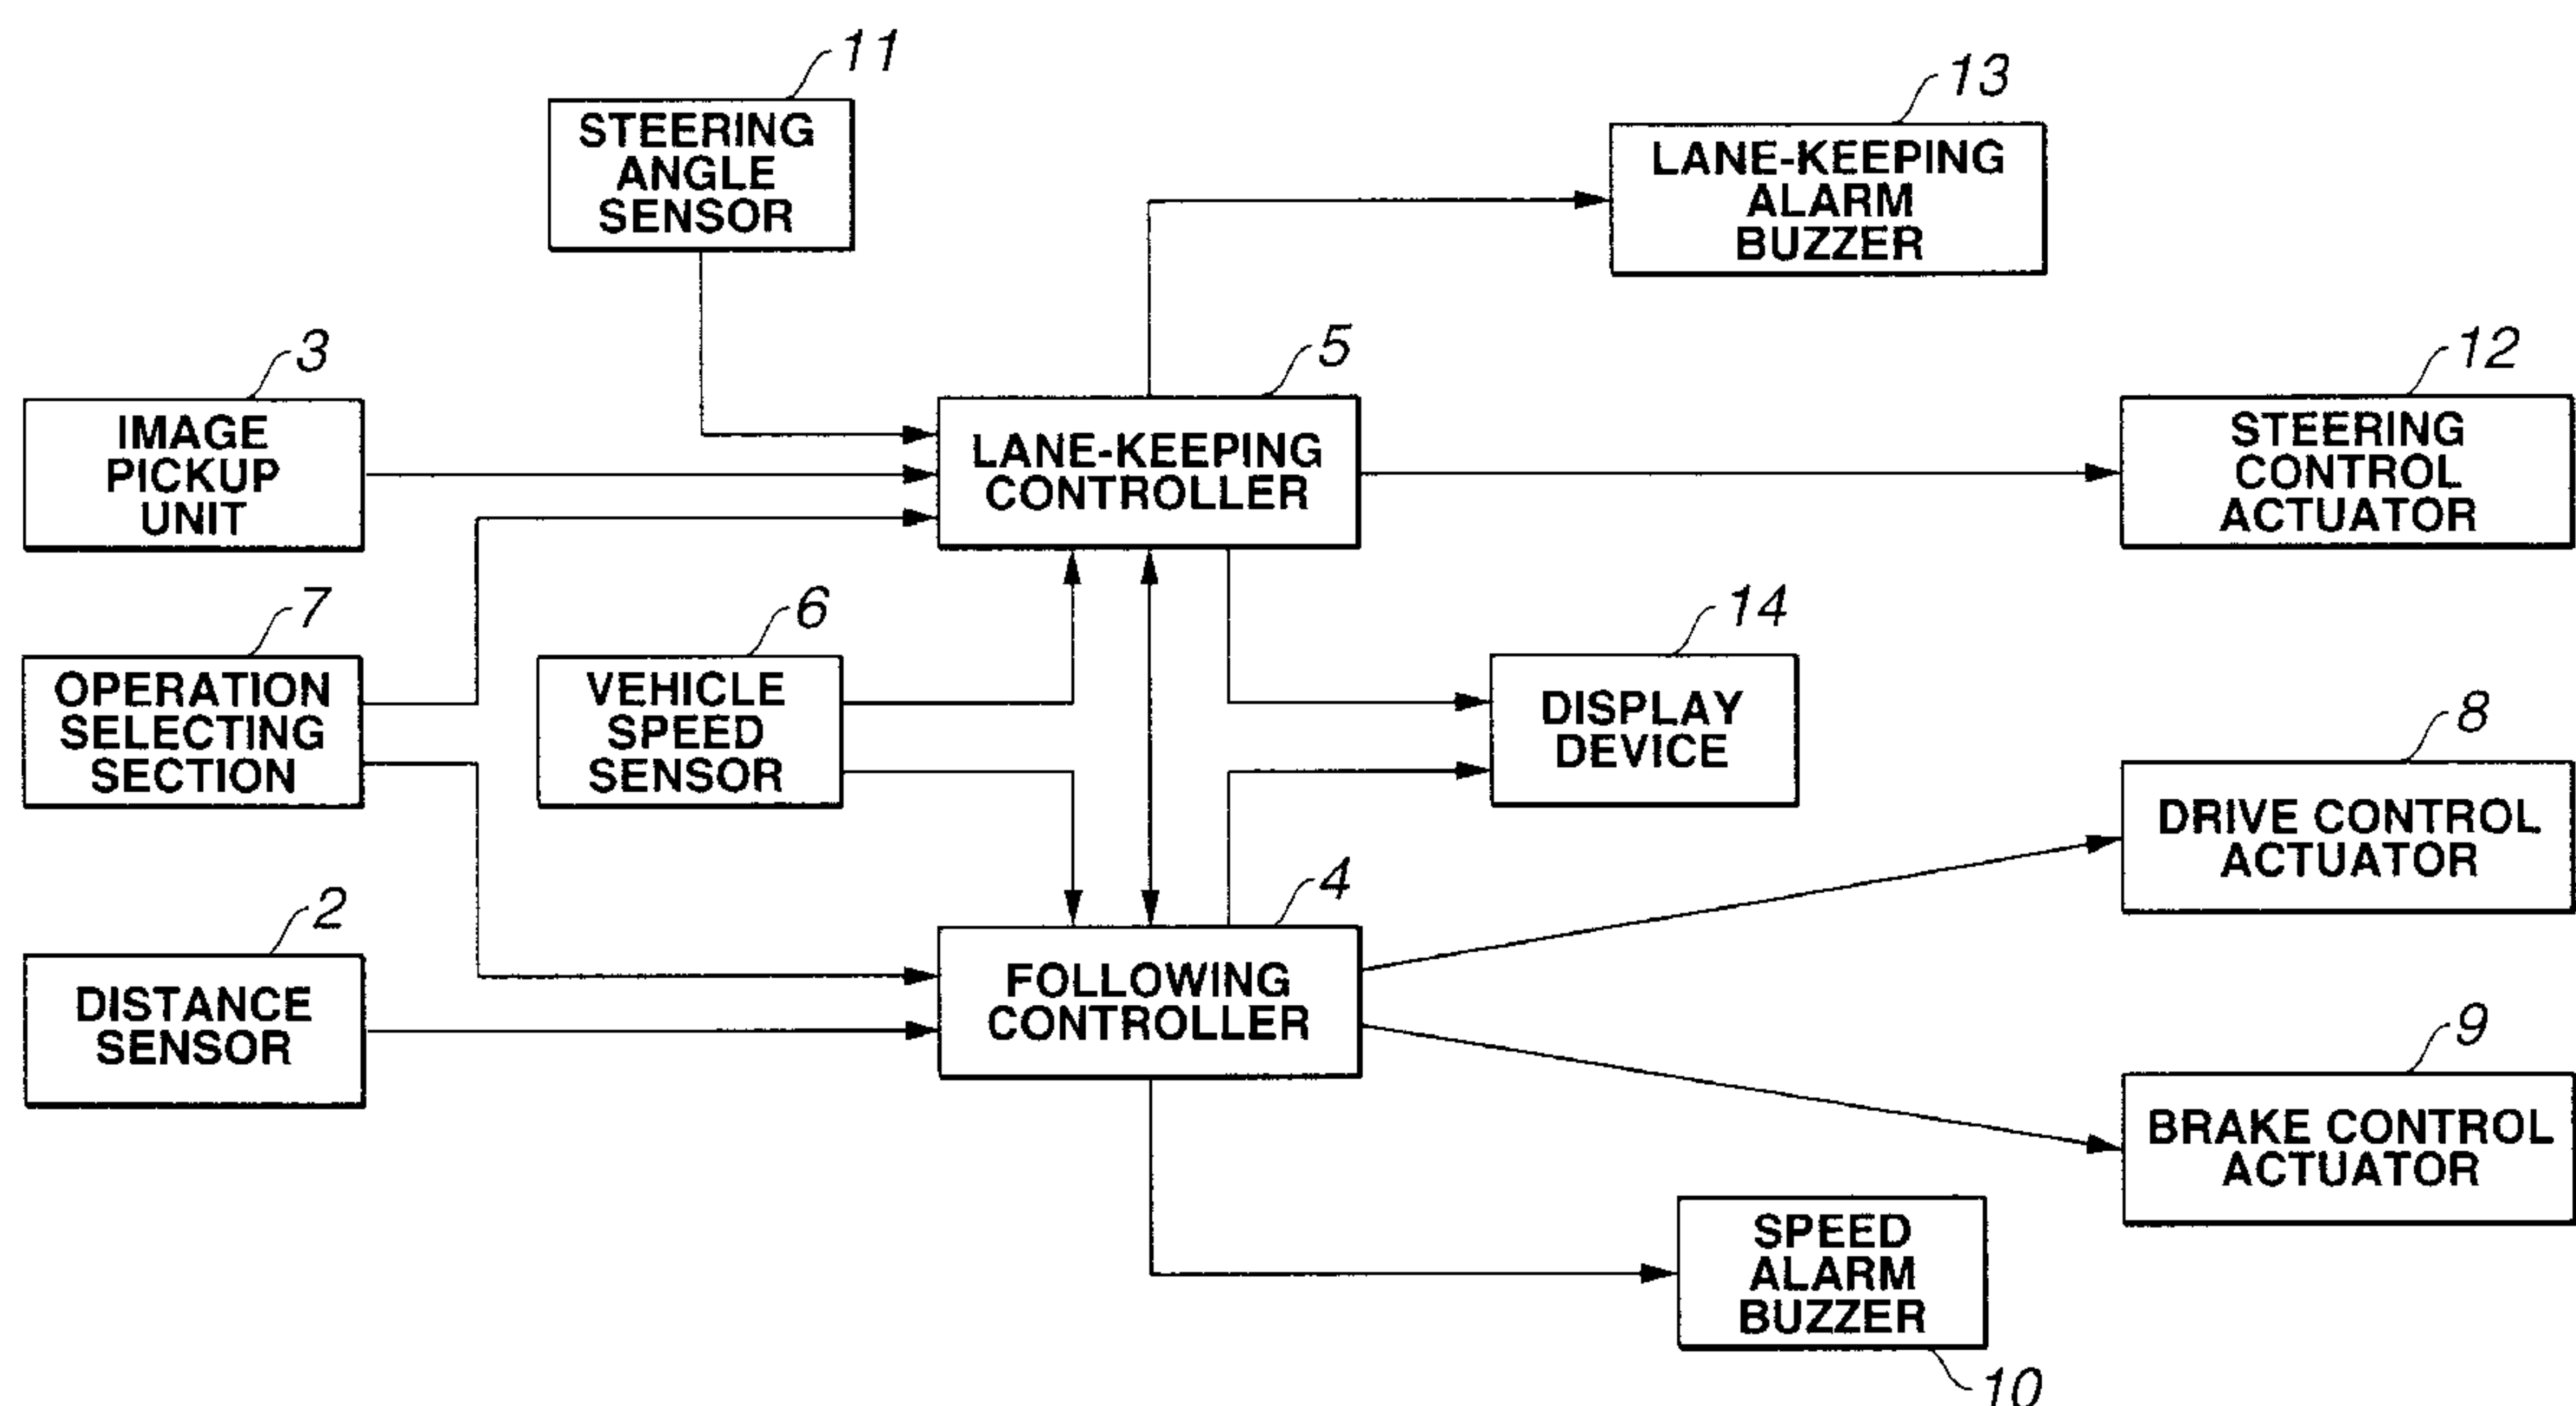 11
STEERING
ANGLE
SENSOR
13
LANE-KEEPING
ALARM
BUZZER
3
IMAGE
PICKUP
UNIT
5
LANE-KEEPING
CONTROLLER
12
STEERING
CONTROL
ACTUATOR
7
OPERATION
SELECTING
SECTION
6
VEHICLE
SPEED
SENSOR
14
DISPLAY
DEVICE
8
DRIVE CONTROL
ACTUATOR
2
DISTANCE
SENSOR
4
FOLLOWING
CONTROLLER
9
BRAKE CONTROL
ACTUATOR
SPEED
ALARM
BUZZER
10